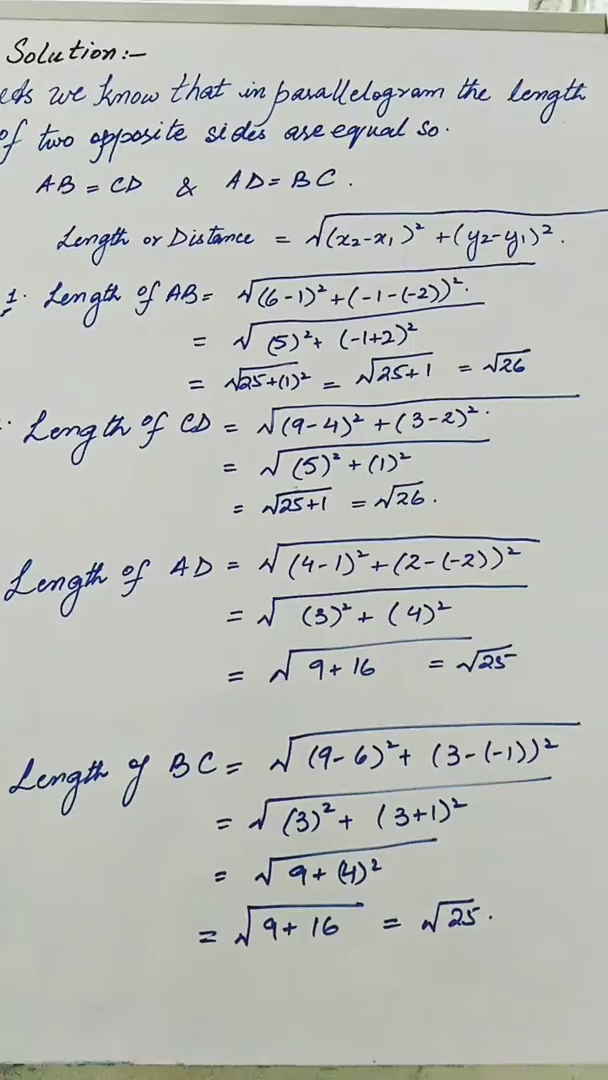 Solution:-
As we know that in parallelogram the length
of two opposite sides are equal so.
AB = CD & AD = BC.
Length or Distance = √(x₂-x₁)² + (y₂-y₁)².
1. Length of AB = √(6-1)² + (-1-(-2))².
= √(5)² + (-1+2)²
= √25+(1)² = √25+1 = √26
Length of CD = √(9-4)² + (3-2)².
= √(5)² + (1)²
= √25+1 = √26.
Length of AD = √(4-1)² + (2-(-2))²
= √(3)² + (4)²
= √9+16 = √25
Length of BC = √(9-6)² + (3-(-1))²
= √(3)² + (3+1)²
= √9+(4)²
= √9+16 = √25.